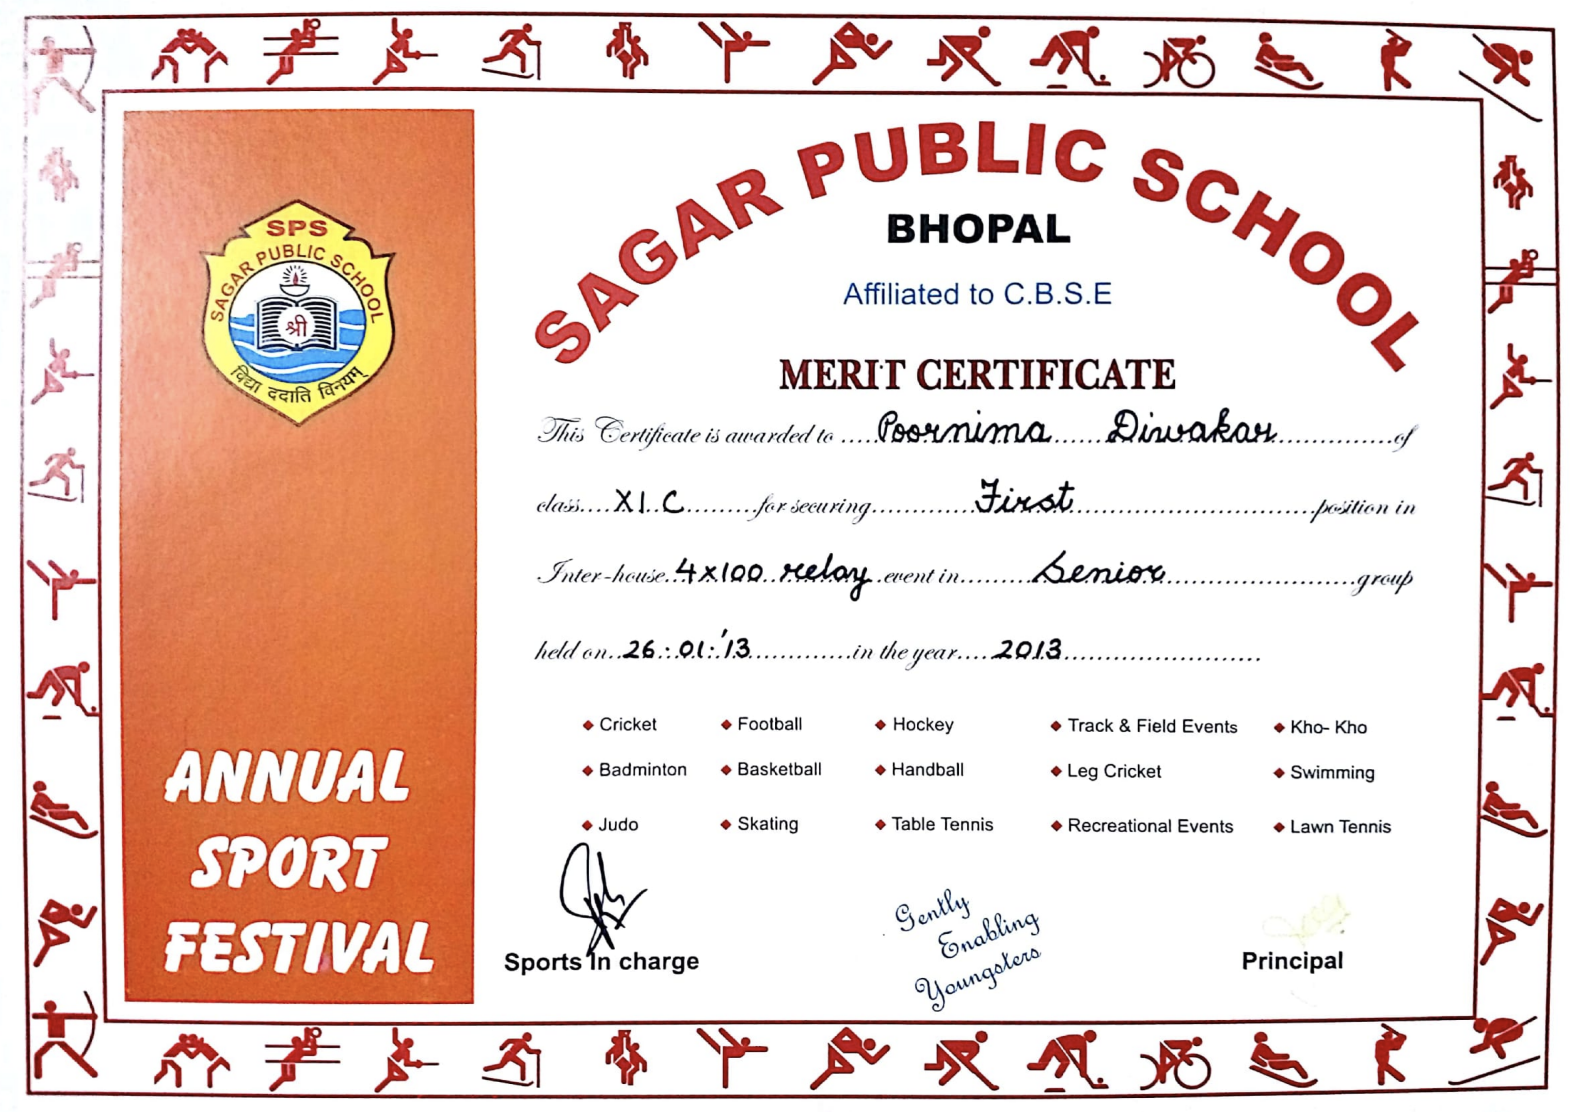 SPS
SAGAR PUBLIC SCHOOL
श्री
विद्या ददाति विनयम्
ANNUAL
SPORT
FESTIVAL
SAGAR PUBLIC SCHOOL
BHOPAL
Affiliated to C.B.S.E
MERIT CERTIFICATE
This Certificate is awarded to .....Poornima......Diwakar................of
class....XI..C.........for securing.............First...............................position in
Inter-house..4x100..relay..event in.........Senior........................group
held on..26.:.01.:.'13.............in the year....2013.........................
Cricket Football Hockey Track & Field Events Kho- Kho
Badminton Basketball Handball Leg Cricket Swimming
Judo Skating Table Tennis Recreational Events Lawn Tennis
Gently
Enabling
Youngsters
Sports In charge Principal